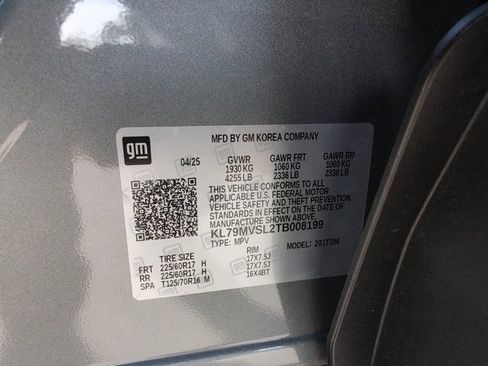 gm
MFD BY GM KOREA COMPANY
04/25 GVWR GAWR FRT GAWR RR
1930 KG 1060 KG 1060 KG
4255 LB 2336 LB 2336 LB
THIS VEHICLE CONFORMS TO ALL
APPLICABLE U.S. FEDERAL MOTOR
VEHICLE SAFETY AND THEFT PREVENTION
STANDARDS IN EFFECT ON THE DATE OF
MANUFACTURE SHOWN ABOVE.
KL79MVSL2TB008199
TYPE: MPV MODEL: 291TS56
TIRE SIZE RIM
FRT 225/60R17 H 17X7.5J
RR 225/60R17 H 17X7.5J
SPA T125/70R16 M 16X4BT